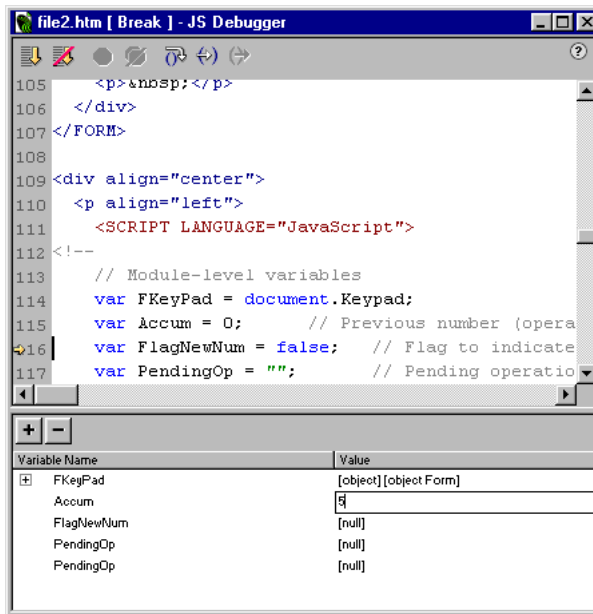 file2.htm [ Break ] - JS Debugger
?
105 <p>&nbsp;</p>
106 </div>
107 </FORM>
108
109 <div align="center">
110 <p align="left">
111 <SCRIPT LANGUAGE="JavaScript">
112 <!--
113 // Module-level variables
114 var FKeyPad = document.Keypad;
115 var Accum = 0; // Previous number (opera
16 var FlagNewNum = false; // Flag to indicate
117 var PendingOp = ""; // Pending operatio
Variable Name Value
FKeyPad [object] [object Form]
Accum 5
FlagNewNum [null]
PendingOp [null]
PendingOp [null]